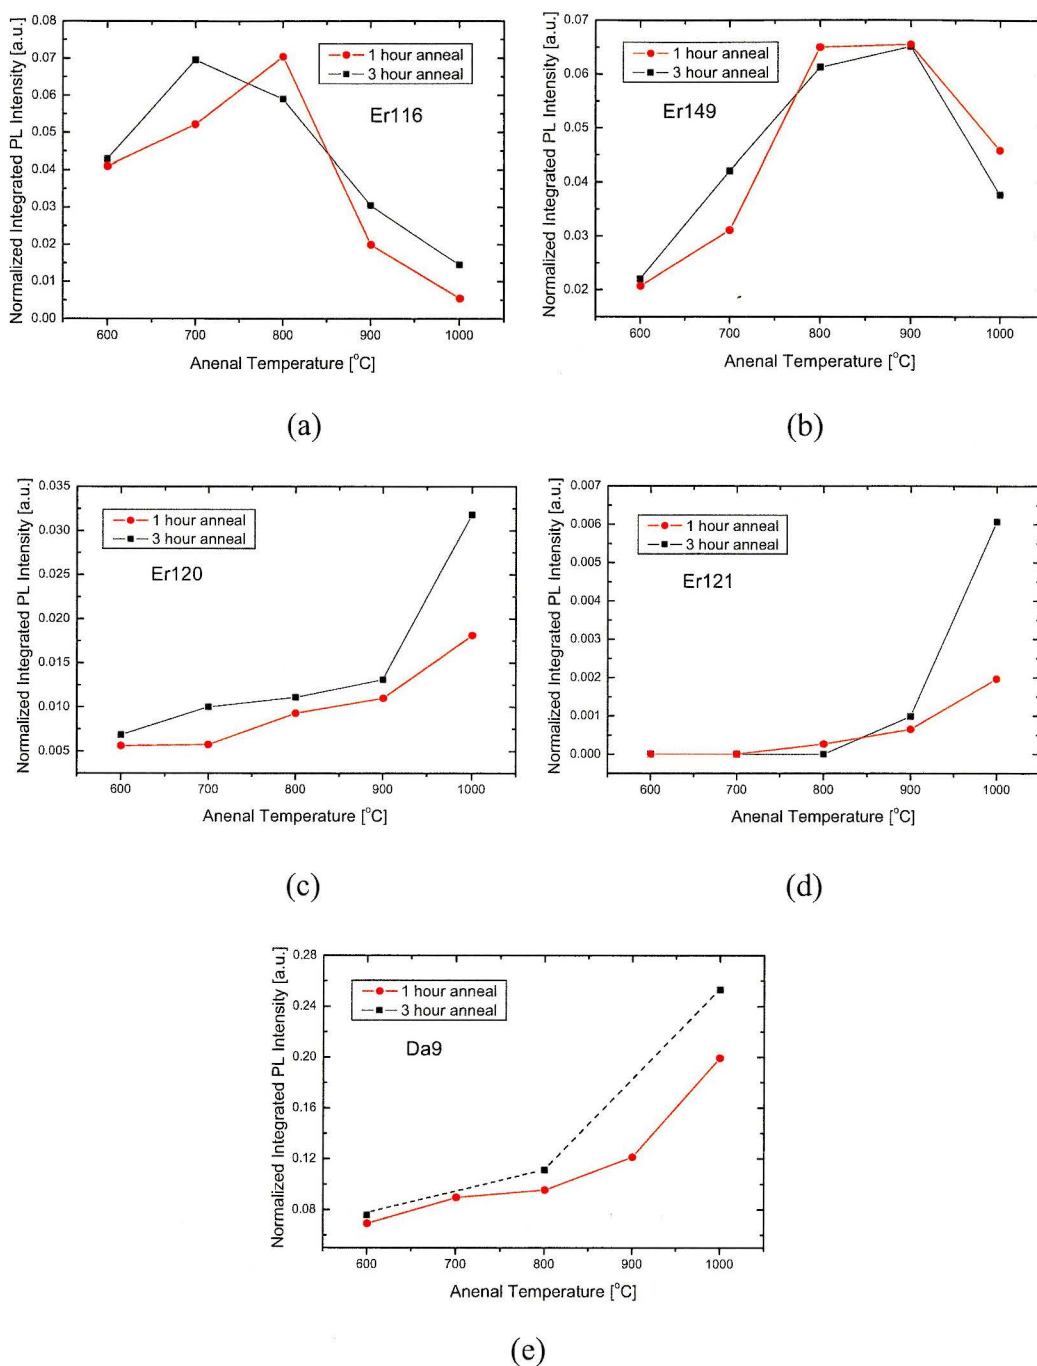 0.08
0.07
0.06
0.05
0.04
0.03
0.02
0.01
0.00
Normalized Integrated PL Intensity [a.u.]
1 hour anneal
3 hour anneal
Er116
600 700 800 900 1000
Anenal Temperature [°C]
(a)
0.07
0.06
0.05
0.04
0.03
0.02
Normalized Integrated PL Intensity [a.u.]
1 hour anneal
3 hour anneal
Er149
600 700 800 900 1000
Anenal Temperature [°C]
(b)
0.035
0.030
0.025
0.020
0.015
0.010
0.005
Normalized Integrated PL Intensity [a.u.]
1 hour anneal
3 hour anneal
Er120
600 700 800 900 1000
Anenal Temperature [°C]
(c)
0.007
0.006
0.005
0.004
0.003
0.002
0.001
0.000
Normalized Integrated PL Intensity [a.u.]
1 hour anneal
3 hour anneal
Er121
600 700 800 900 1000
Anenal Temperature [°C]
(d)
0.28
0.24
0.20
0.16
0.12
0.08
Normalized Integrated PL Intensity [a.u.]
1 hour anneal
3 hour anneal
Da9
600 700 800 900 1000
Anenal Temperature [°C]
(e)